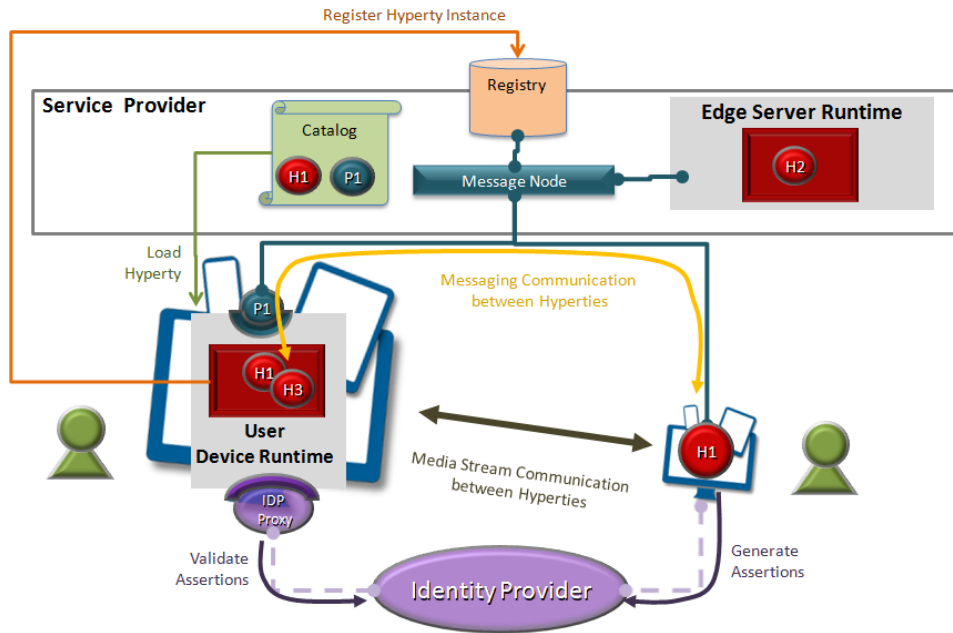 Register Hyperty Instance
Registry
Service Provider
Edge Server Runtime
Catalog
H1
P1
H2
Message Node
Load
Hyperty
Messaging Communication
between Hyperties
P1
H1
H3
User
Device Runtime
H1
Media Stream Communication
between Hyperties
IDP
Proxy
Validate
Assertions
Generate
Assertions
Identity Provider